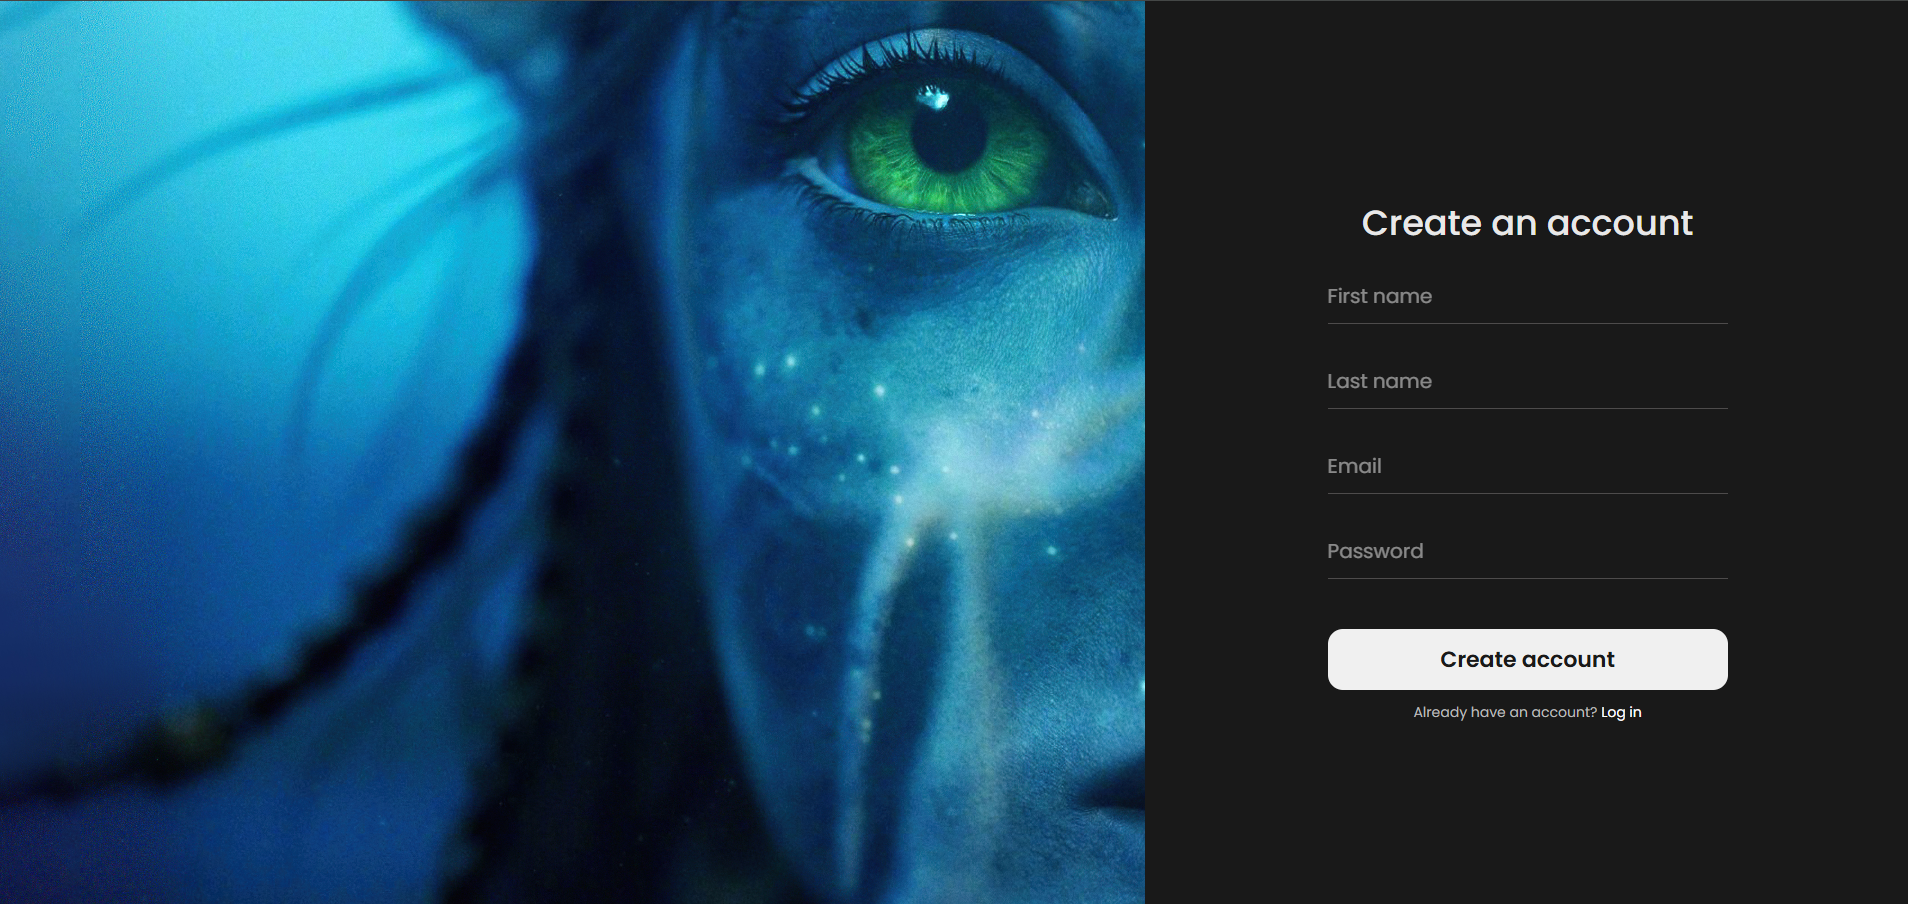 Create an account
First name
Last name
Email
Password
Create account
Already have an account? Log in